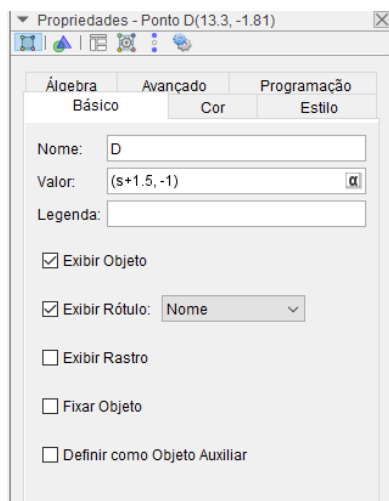 Propriedades - Ponto D(13.3, -1.81)
Álgebra Avançado Programação
Básico Cor Estilo
Nome: D
Valor: (s+1.5, -1) α
Legenda:
Exibir Objeto
Exibir Rótulo: Nome
Exibir Rastro
Fixar Objeto
Definir como Objeto Auxiliar